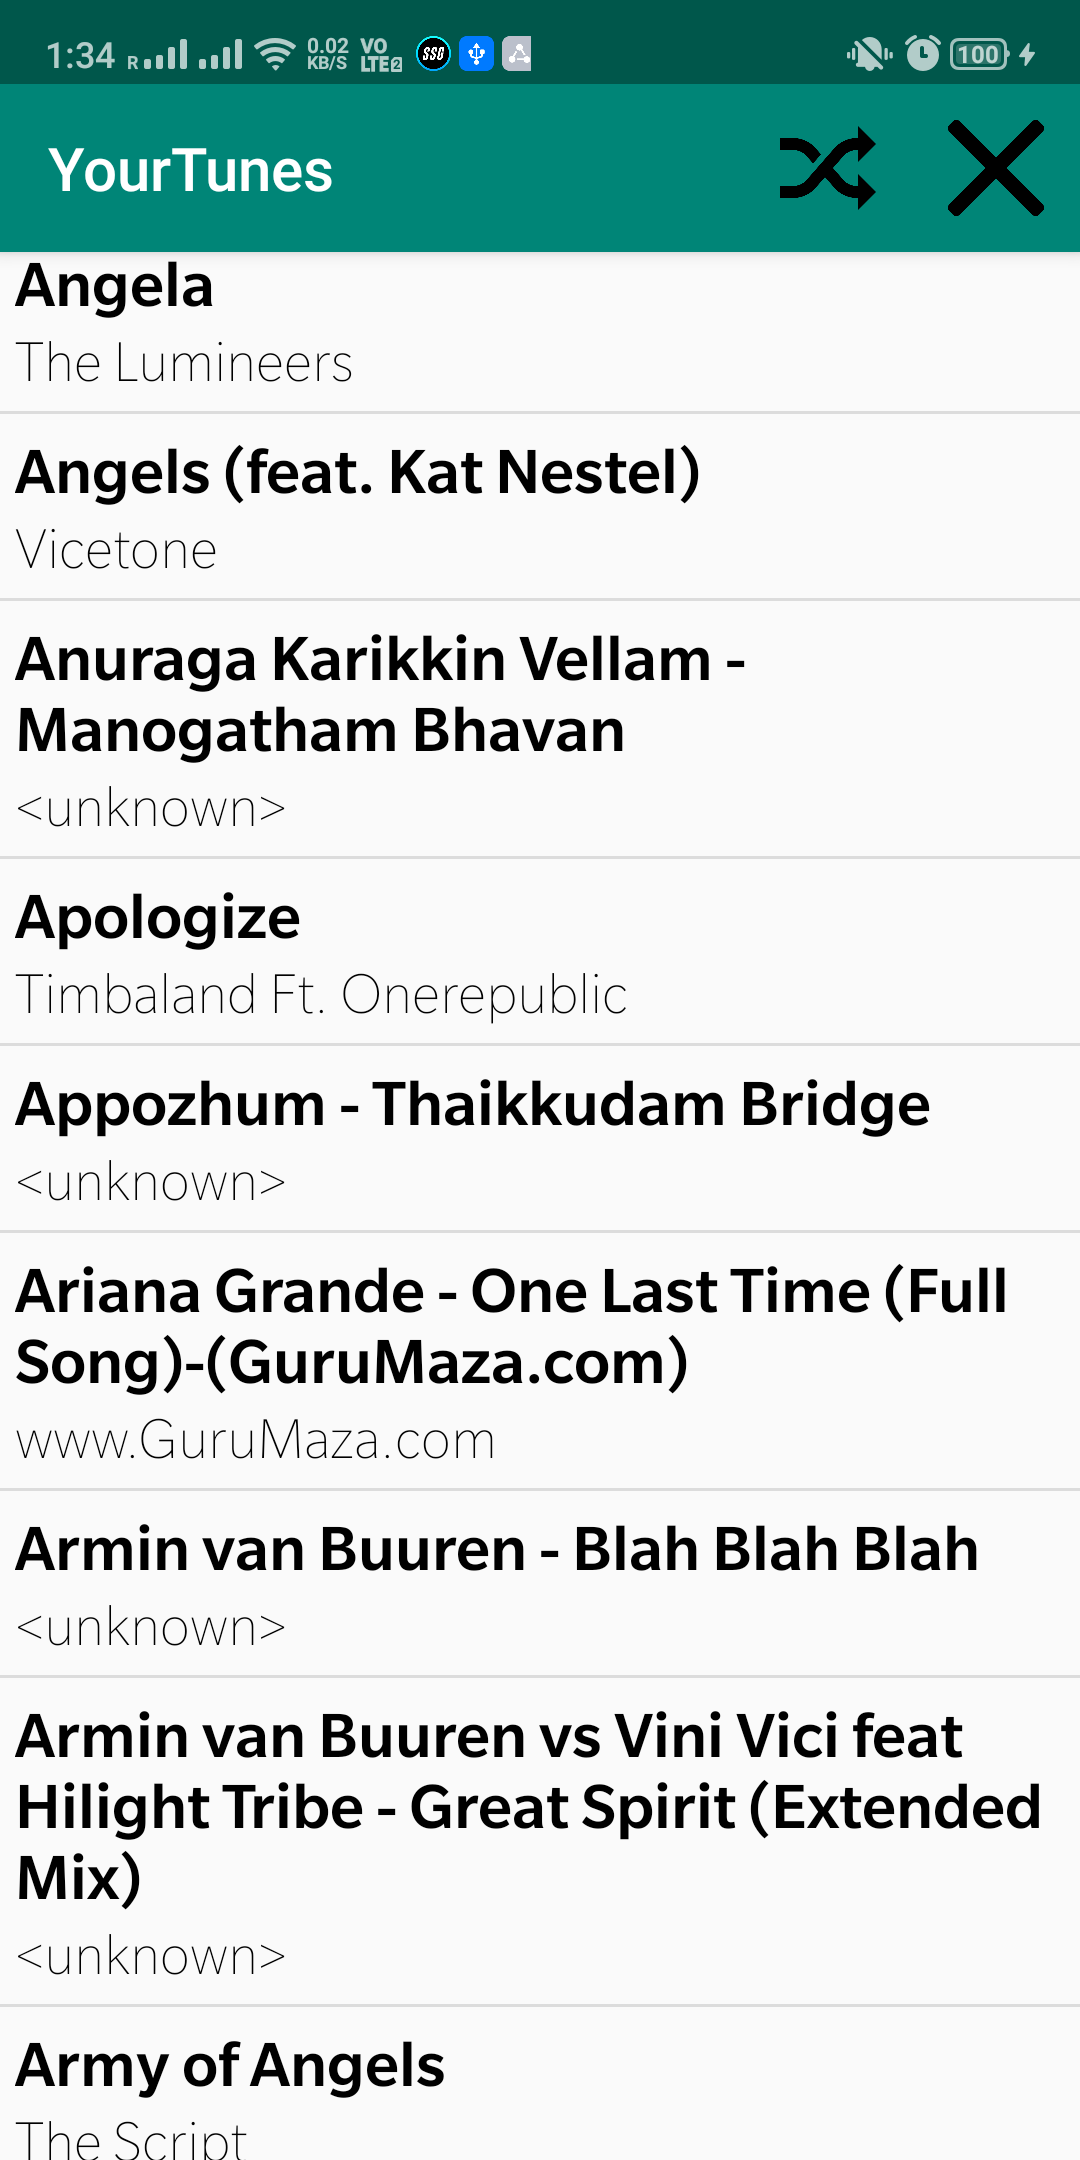 1:34 R 0.02 KB/S VO LTE2 SSG 100
YourTunes
Angela
The Lumineers
Angels (feat. Kat Nestel)
Vicetone
Anuraga Karikkin Vellam -
Manogatham Bhavan
<unknown>
Apologize
Timbaland Ft. Onerepublic
Appozhum - Thaikkudam Bridge
<unknown>
Ariana Grande - One Last Time (Full
Song)-(GuruMaza.com)
www.GuruMaza.com
Armin van Buuren - Blah Blah Blah
<unknown>
Armin van Buuren vs Vini Vici feat
Hilight Tribe - Great Spirit (Extended
Mix)
<unknown>
Army of Angels
The Script